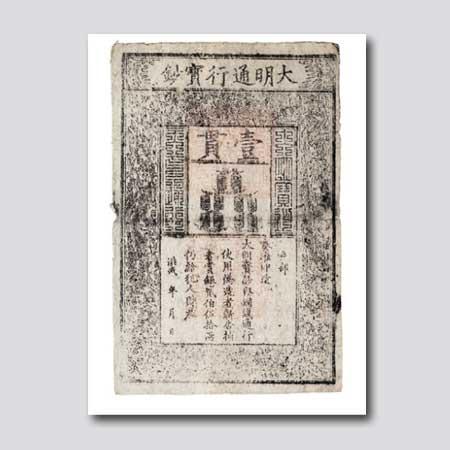 大明通行寶鈔
壹貫
戶部
奏准印造
大明寶鈔與銅錢通行
使用偽造者斬告捕
者賞銀貳伯伍拾兩
仍給犯人財產
洪武 年 月 日